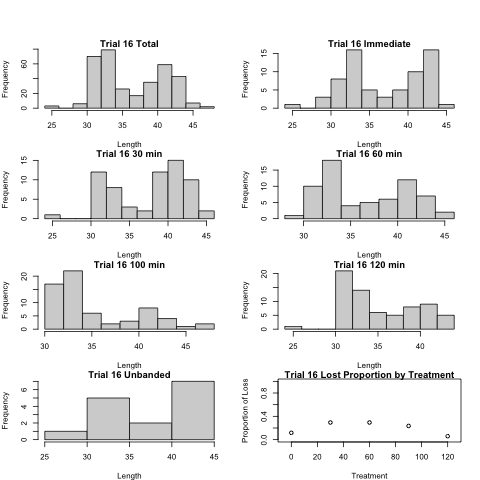 Trial 16 Total
Frequency
0 20 60
25 30 35 40 45
Length
Trial 16 Immediate
Frequency
0 5 10 15
25 30 35 40 45
Length
Trial 16 30 min
Frequency
0 5 10 15
25 30 35 40 45
Length
Trial 16 60 min
Frequency
0 5 10 15
30 35 40 45
Length
Trial 16 100 min
Frequency
0 5 10 20
30 35 40 45
Length
Trial 16 120 min
Frequency
0 5 10 20
25 30 35 40
Length
Trial 16 Unbanded
Frequency
0 2 4 6
25 30 35 40 45
Length
Trial 16 Lost Proportion by Treatment
Proportion of Loss
0.0 0.4 0.8
0 20 40 60 80 100 120
Treatment